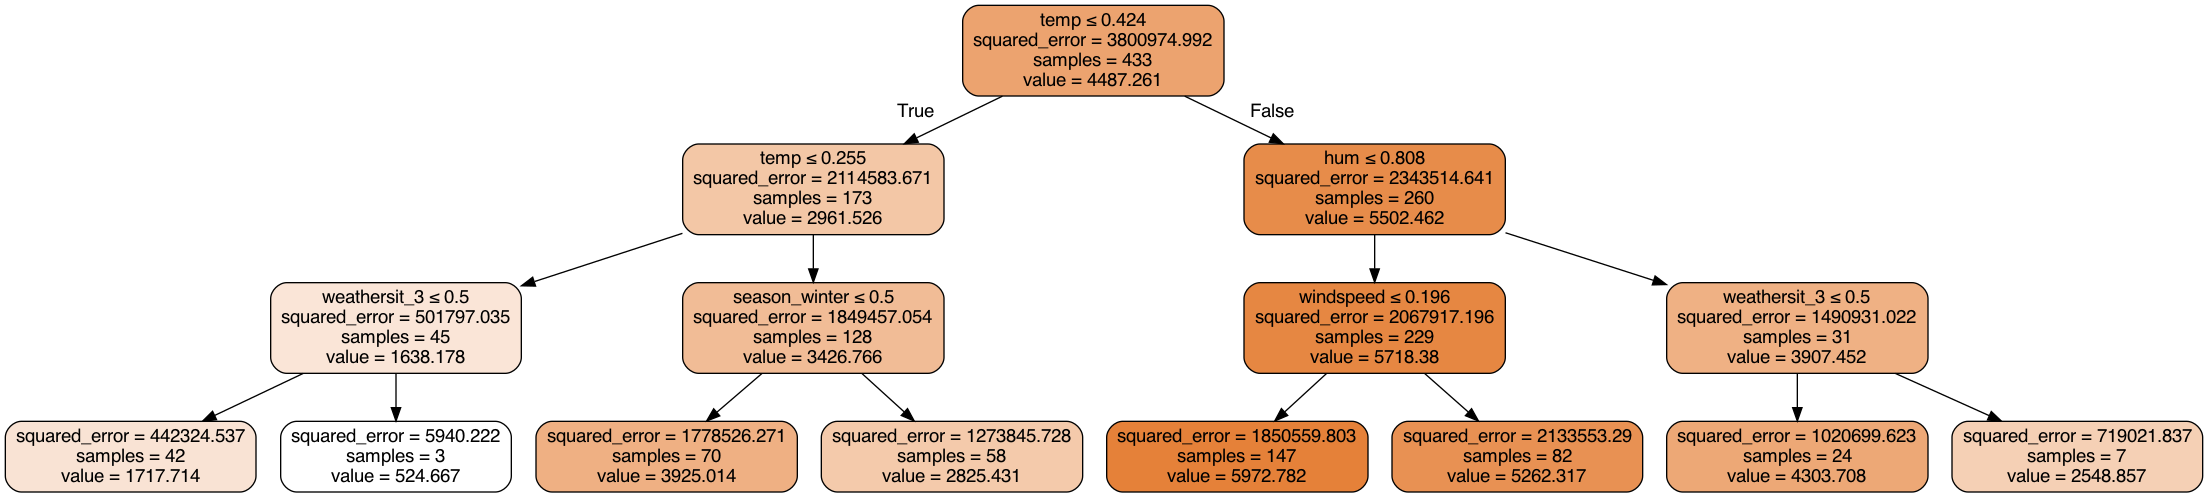 temp ≤ 0.424
squared_error = 3800974.992
samples = 433
value = 4487.261
True
False
temp ≤ 0.255
squared_error = 2114583.671
samples = 173
value = 2961.526
hum ≤ 0.808
squared_error = 2343514.641
samples = 260
value = 5502.462
weathersit_3 ≤ 0.5
squared_error = 501797.035
samples = 45
value = 1638.178
season_winter ≤ 0.5
squared_error = 1849457.054
samples = 128
value = 3426.766
windspeed ≤ 0.196
squared_error = 2067917.196
samples = 229
value = 5718.38
weathersit_3 ≤ 0.5
squared_error = 1490931.022
samples = 31
value = 3907.452
squared_error = 442324.537
samples = 42
value = 1717.714
squared_error = 5940.222
samples = 3
value = 524.667
squared_error = 1778526.271
samples = 70
value = 3925.014
squared_error = 1273845.728
samples = 58
value = 2825.431
squared_error = 1850559.803
samples = 147
value = 5972.782
squared_error = 2133553.29
samples = 82
value = 5262.317
squared_error = 1020699.623
samples = 24
value = 4303.708
squared_error = 719021.837
samples = 7
value = 2548.857